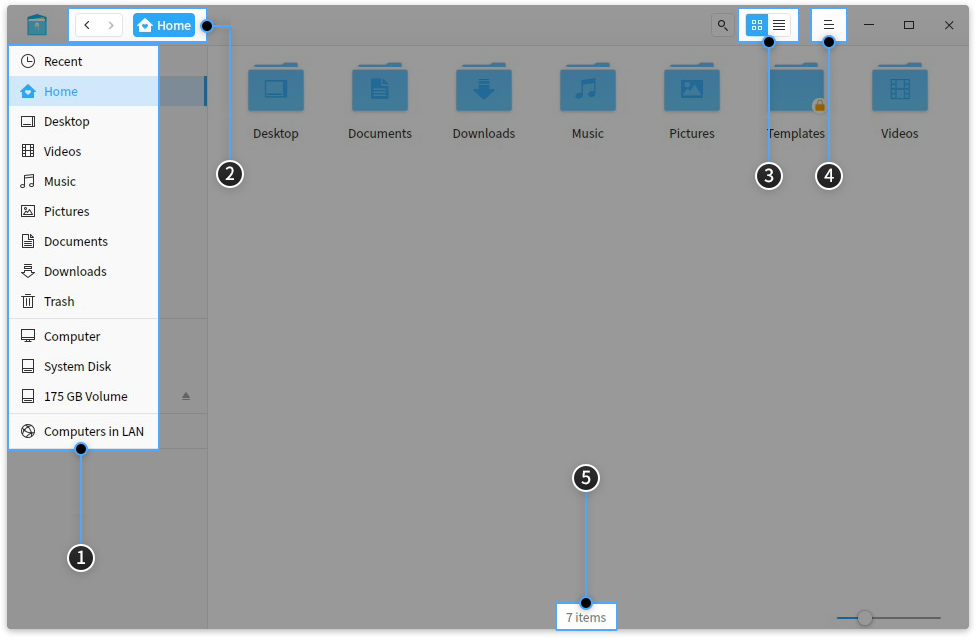 Home
Recent
Home
Desktop
Videos
Music
Pictures
Documents
Downloads
Trash
Computer
System Disk
175 GB Volume
Computers in LAN
Desktop
Documents
Downloads
Music
Pictures
Templates
Videos
2
3
4
5
1
7 items